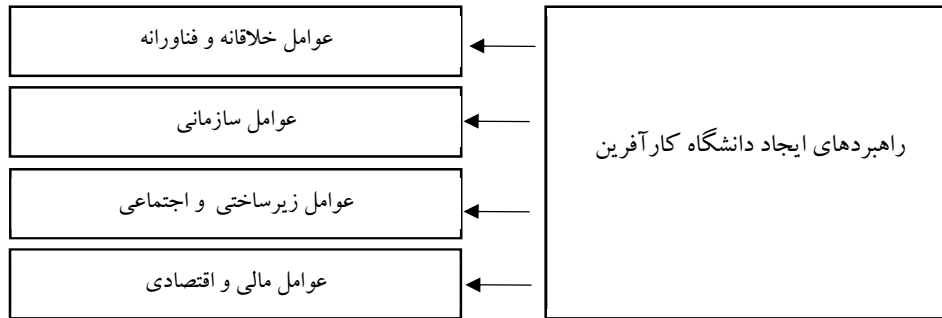 راهبردهای ایجاد دانشگاه کارآفرین
عوامل خلاقانه و فناورانه
عوامل سازمانی
عوامل زیرساختی و اجتماعی
عوامل مالی و اقتصادی